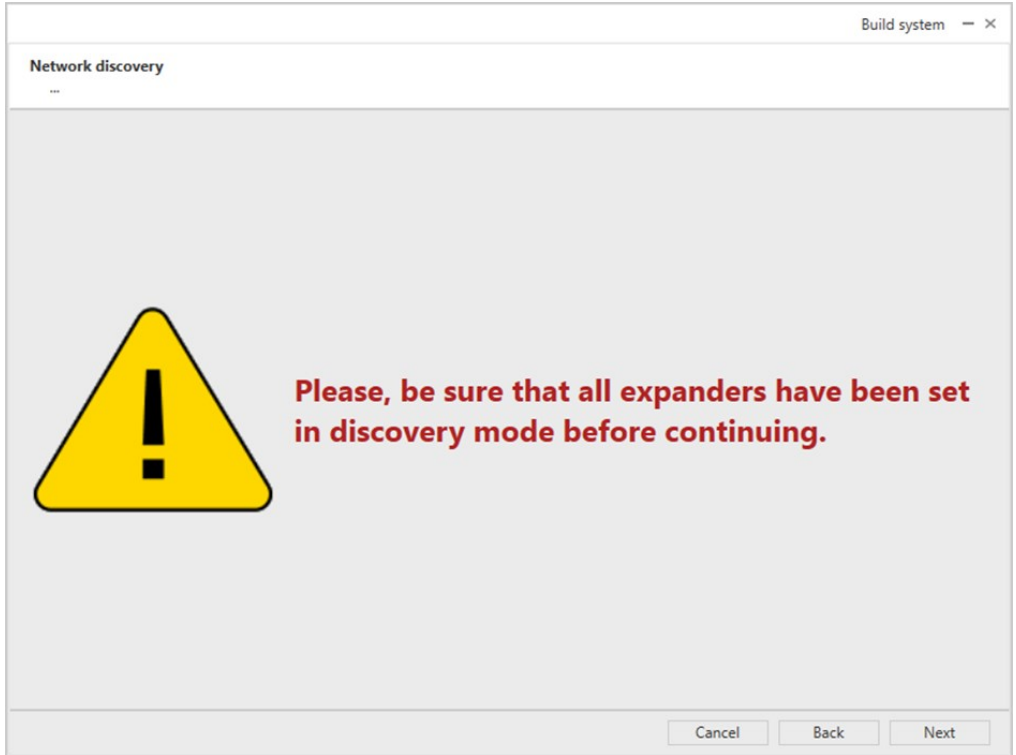 Build system
Network discovery
...
Please, be sure that all expanders have been set
in discovery mode before continuing.
Cancel
Back
Next